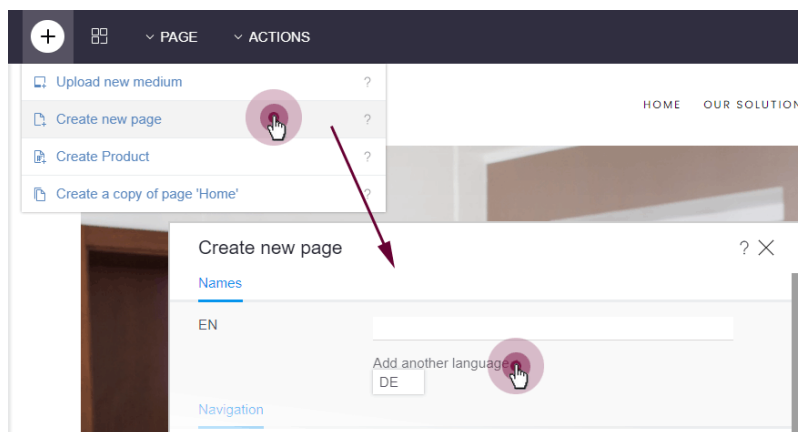 PAGE ACTIONS
Upload new medium ?
Create new page ?
Create Product ?
Create a copy of page 'Home' ?
HOME OUR SOLUTION
Create new page ?
Names
EN
Add another language
DE
Navigation